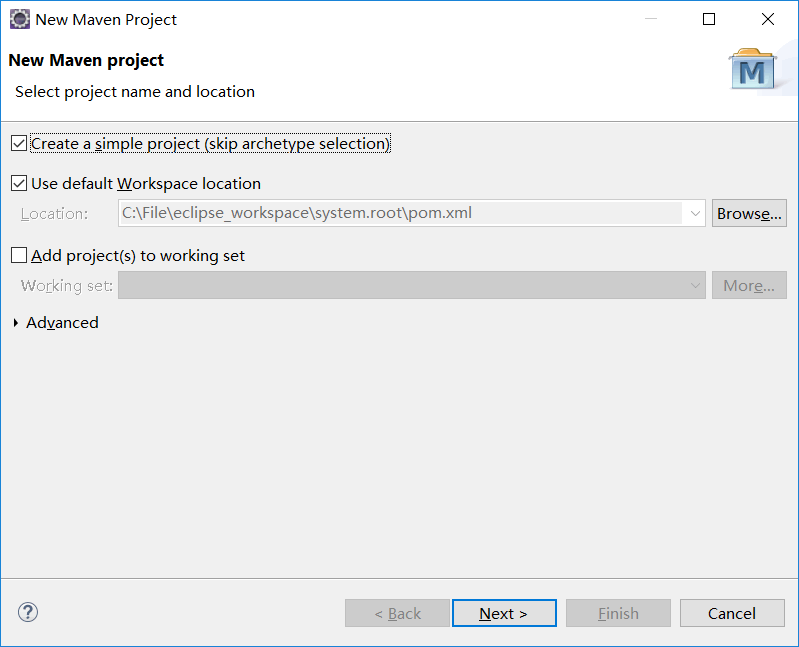 New Maven Project
New Maven project
Select project name and location
M
Create a simple project (skip archetype selection)
Use default Workspace location
Location: C:\File\eclipse_workspace\system.root\pom.xml Browse...
Add project(s) to working set
Working set: More...
Advanced
? < Back Next > Finish Cancel